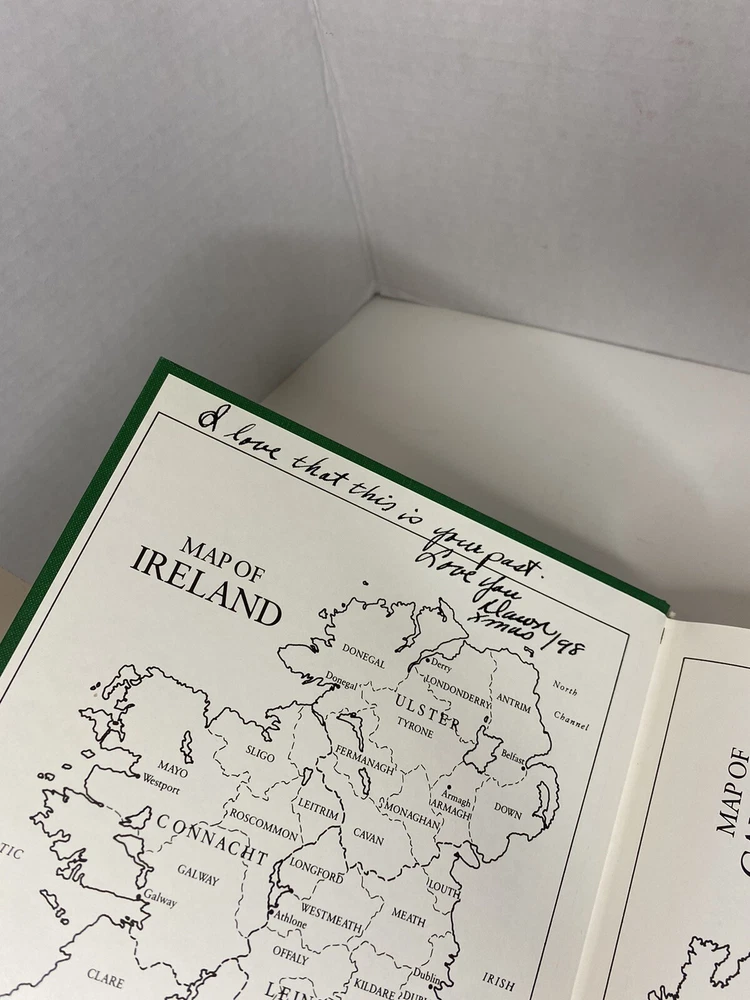 I love that this is your past.
Love You
Dawn
Xmas/98
MAP OF
IRELAND
DONEGAL
Donegal
Derry
LONDONDERRY
ANTRIM
North
Channel
ULSTER
TYRONE
Belfast
FERMANAGH
SLIGO
MAYO
Westport
Armagh
ARMAGH
DOWN
MONAGHAN
LEITRIM
ROSCOMMON
CAVAN
CONNACHT
LONGFORD
LOUTH
GALWAY
Galway
WESTMEATH
MEATH
Athlone
OFFALY
Dublin
KILDARE
IRISH
CLARE
MAP OF